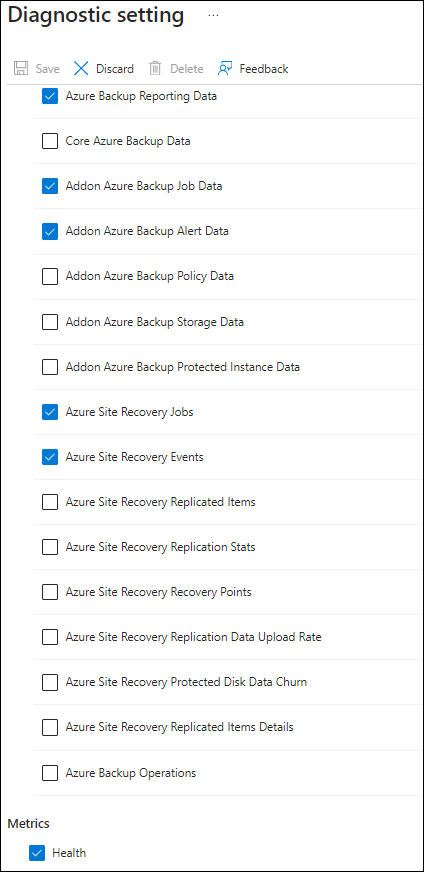 Diagnostic setting ...
Save Discard Delete Feedback
Azure Backup Reporting Data
Core Azure Backup Data
Addon Azure Backup Job Data
Addon Azure Backup Alert Data
Addon Azure Backup Policy Data
Addon Azure Backup Storage Data
Addon Azure Backup Protected Instance Data
Azure Site Recovery Jobs
Azure Site Recovery Events
Azure Site Recovery Replicated Items
Azure Site Recovery Replication Stats
Azure Site Recovery Recovery Points
Azure Site Recovery Replication Data Upload Rate
Azure Site Recovery Protected Disk Data Churn
Azure Site Recovery Replicated Items Details
Azure Backup Operations
Metrics
Health